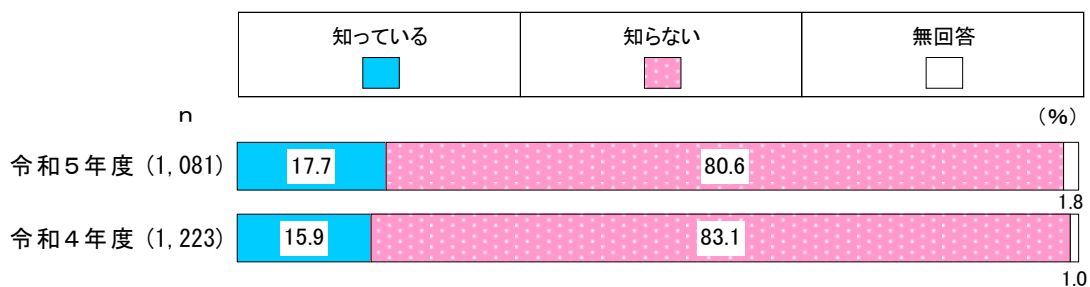 知っている 知らない 無回答
n (%)
令和5年度 (1,081) 17.7 80.6 1.8
令和4年度 (1,223) 15.9 83.1 1.0